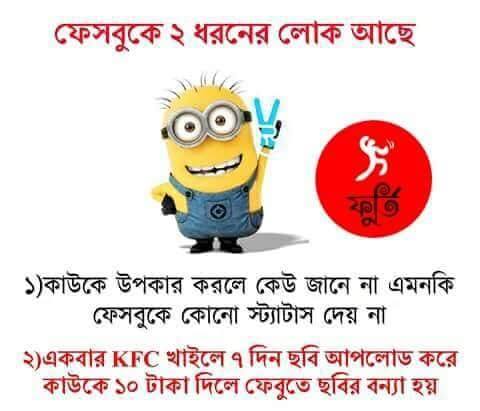 ফেসবুকে ২ ধরনের লোক আছে
ফুর্তি
১)কাউকে উপকার করলে কেউ জানে না এমনকি
ফেসবুকে কোনো স্ট্যাটাস দেয় না
২)একবার KFC খাইলে ৭ দিন ছবি আপলোড করে
কাউকে ১০ টাকা দিলে ফেবুতে ছবির বন্যা হয়